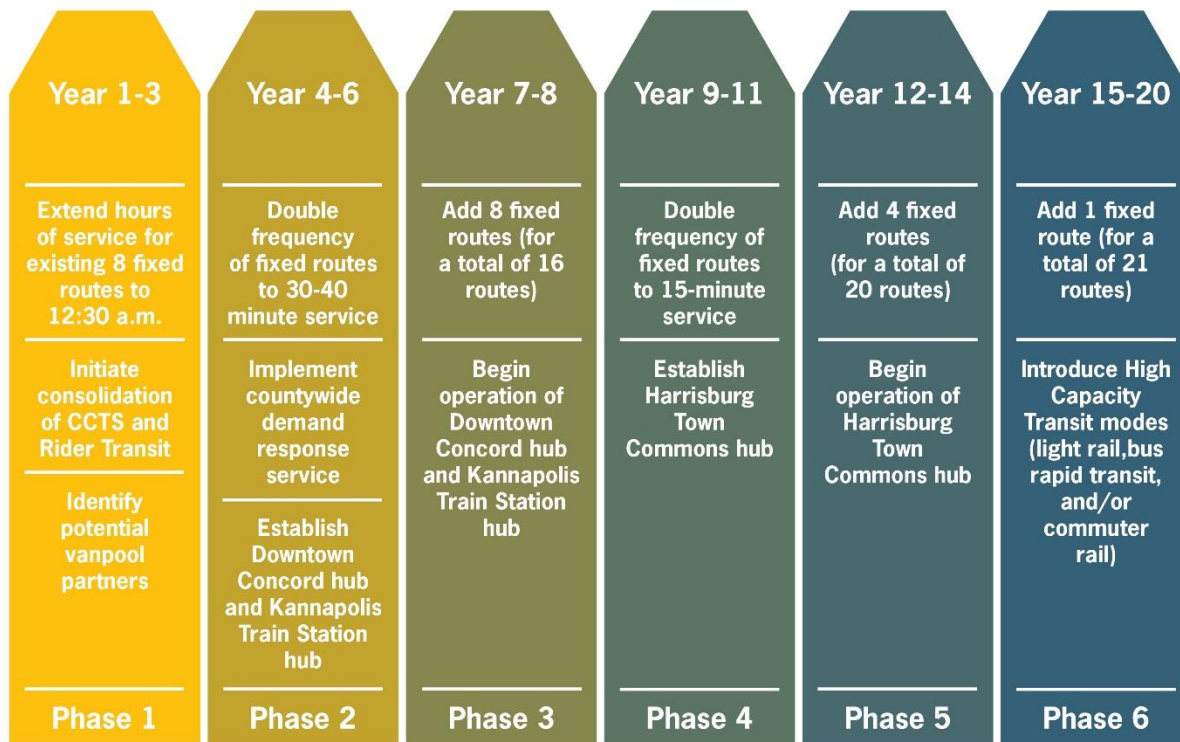 Year 1-3
Extend hours
of service for
existing 8 fixed
routes to
12:30 a.m.
Initiate
consolidation
of CCTS and
Rider Transit
Identify
potential
vanpool
partners
Phase 1
Year 4-6
Double
frequency
of fixed routes
to 30-40
minute service
Implement
countywide
demand
response
service
Establish
Downtown
Concord hub
and Kannapolis
Train Station
hub
Phase 2
Year 7-8
Add 8 fixed
routes (for
a total of 16
routes)
Begin
operation of
Downtown
Concord hub
and Kannapolis
Train Station
hub
Phase 3
Year 9-11
Double
frequency of
fixed routes
to 15-minute
service
Establish
Harrisburg
Town
Commons hub
Phase 4
Year 12-14
Add 4 fixed
routes
(for a total of
20 routes)
Begin
operation of
Harrisburg
Town
Commons hub
Phase 5
Year 15-20
Add 1 fixed
route (for a
total of 21
routes)
Introduce High
Capacity
Transit modes
(light rail,bus
rapid transit,
and/or
commuter
rail)
Phase 6